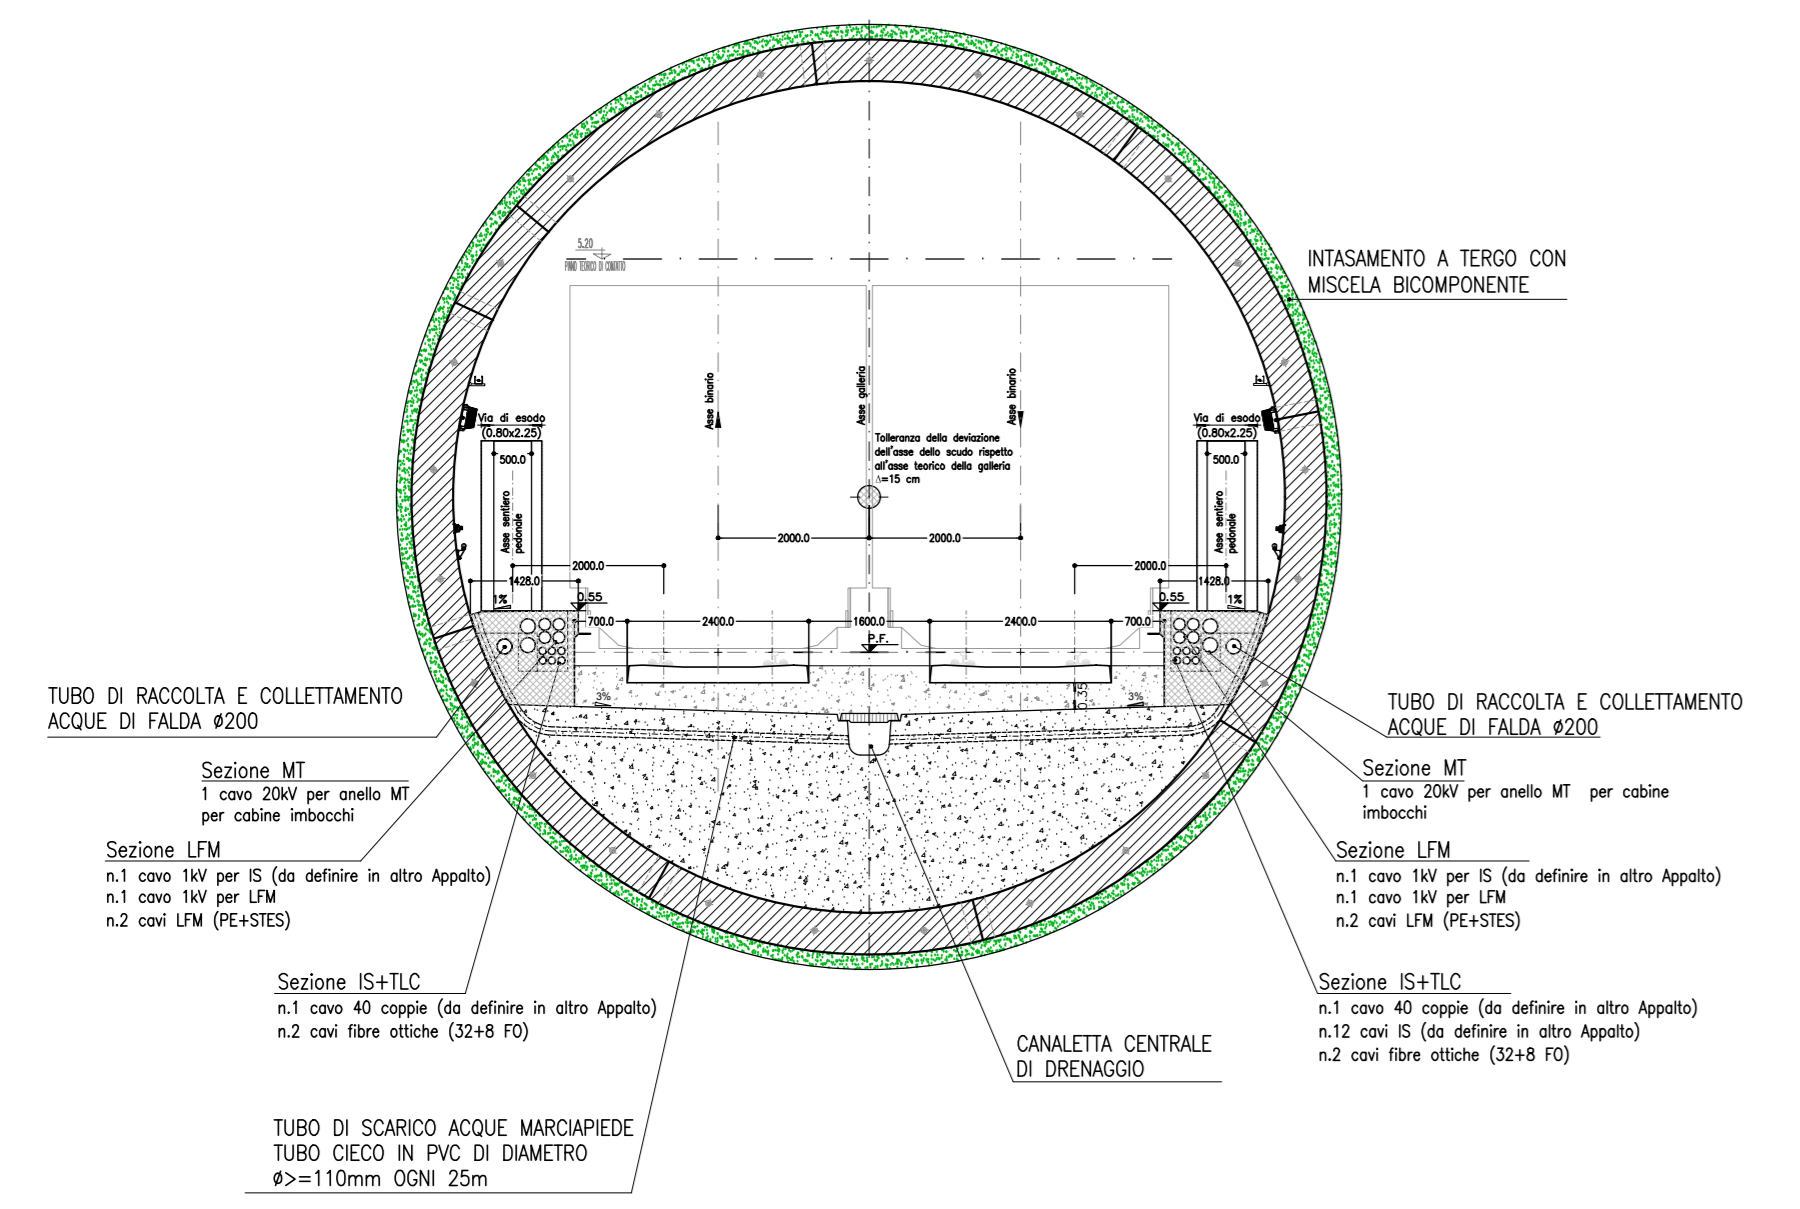 5.20
PIANO TEORICO DI CONTATTO
INTASAMENTO A TERGO CON
MISCELA BICOMPONENTE
Asse binario
Asse galleria
Asse binario
Via di esodo
(0.80x2.25)
500.0
Asse sentiero
pedonale
Tolleranza della deviazione
dell'asse dello scudo rispetto
all'asse teorico della galleria
Δ=15 cm
Via di esodo
(0.80x2.25)
500.0
Asse sentiero
pedonale
2000.0
2000.0
2000.0
2000.0
1428.0
1428.0
1%
0.55
0.55
1%
700.0
2400.0
1600.0
2400.0
700.0
P.F.
3%
0.35
3%
TUBO DI RACCOLTA E COLLETTAMENTO
ACQUE DI FALDA ø200
Sezione MT
1 cavo 20kV per anello MT
per cabine imbocchi
Sezione LFM
n.1 cavo 1kV per IS (da definire in altro Appalto)
n.1 cavo 1kV per LFM
n.2 cavi LFM (PE+STES)
Sezione IS+TLC
n.1 cavo 40 coppie (da definire in altro Appalto)
n.2 cavi fibre ottiche (32+8 FO)
TUBO DI SCARICO ACQUE MARCIAPIEDE
TUBO CIECO IN PVC DI DIAMETRO
ø>=110mm OGNI 25m
CANALETTA CENTRALE
DI DRENAGGIO
TUBO DI RACCOLTA E COLLETTAMENTO
ACQUE DI FALDA ø200
Sezione MT
1 cavo 20kV per anello MT per cabine
imbocchi
Sezione LFM
n.1 cavo 1kV per IS (da definire in altro Appalto)
n.1 cavo 1kV per LFM
n.2 cavi LFM (PE+STES)
Sezione IS+TLC
n.1 cavo 40 coppie (da definire in altro Appalto)
n.12 cavi IS (da definire in altro Appalto)
n.2 cavi fibre ottiche (32+8 FO)